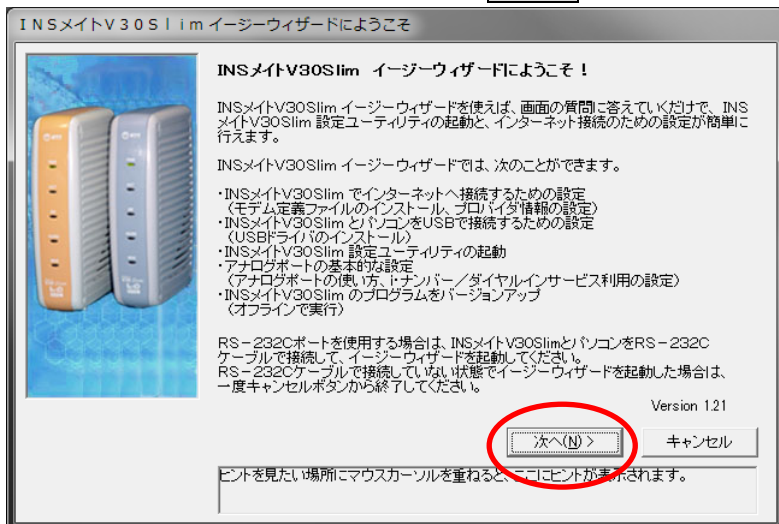 INSメイトV30Slim イージーウィザードにようこそ
INSメイトV30Slim イージーウィザードにようこそ！
INSメイトV30Slim イージーウィザードを使えば、画面の質問に答えていくだけで、INS
メイトV30Slim 設定ユーティリティの起動と、インターネット接続のための設定が簡単に
行えます。
INSメイトV30Slim イージーウィザードでは、次のことができます。
・INSメイトV30Slim でインターネットへ接続するための設定
（モデム定義ファイルのインストール、プロバイダ情報の設定）
・INSメイトV30Slim とパソコンをUSBで接続するための設定
（USBドライバのインストール）
・INSメイトV30Slim 設定ユーティリティの起動
・アナログポートの基本的な設定
（アナログポートの使い方、i・ナンバー／ダイヤルインサービス利用の設定）
・INSメイトV30Slim のプログラムをバージョンアップ
（オフラインで実行）
RS－232Cポートを使用する場合は、INSメイトV30SlimとパソコンをRS－232C
ケーブルで接続して、イージーウィザードを起動してください。
RS－232Cケーブルで接続していない状態でイージーウィザードを起動した場合は、
一度キャンセルボタンから終了してください。
Version 1.21
次へ(N) >
キャンセル
ヒントを見たい場所にマウスカーソルを重ねると、ここにヒントが表示されます。